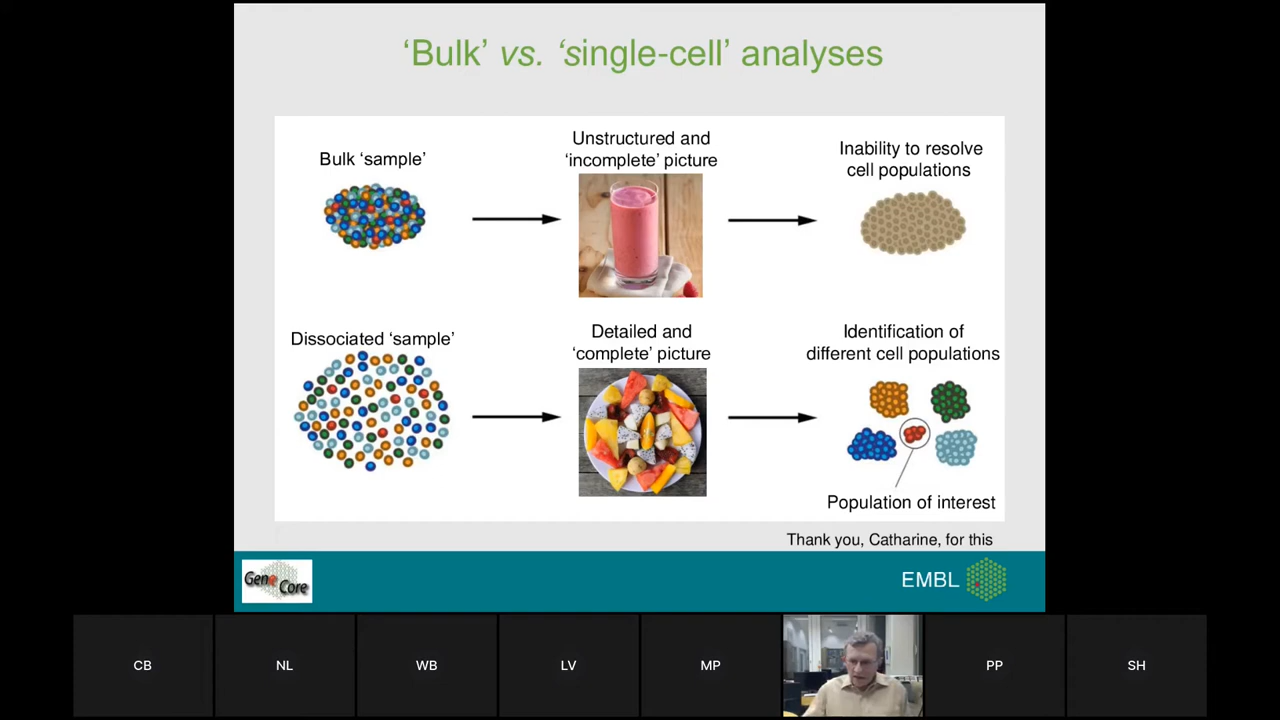 ‘Bulk’ vs. ‘single-cell’ analyses
Bulk ‘sample’
Unstructured and
‘incomplete’ picture
Inability to resolve
cell populations
Dissociated ‘sample’
Detailed and
‘complete’ picture
Identification of
different cell populations
Population of interest
Thank you, Catharine, for this
Gene Core
EMBL
CB
NL
WB
LV
MP
PP
SH